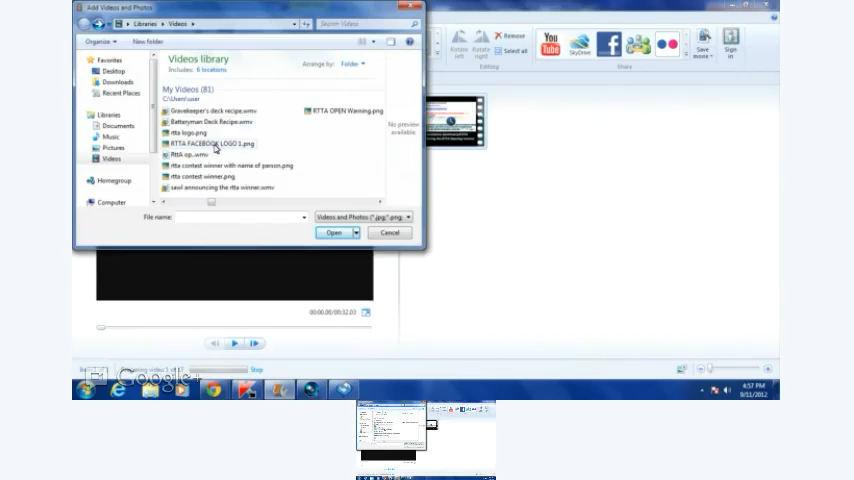 Add Videos and Photos
Libraries Videos
Search Videos
Organize
New folder
Favorites
Desktop
Downloads
Recent Places
Libraries
Documents
Music
Pictures
Videos
Homegroup
Computer
Videos library
Includes: 6 locations
Arrange by: Folder
My Videos (81)
C:\Users\user
Gravekeeper's deck recipe.wmv
Batteryman Deck Recipe.wmv
rtta logo.png
RTTA FACEBOOK LOGO 1.png
RttA op.wmv
rtta contest winner with name of person.png
rtta contest winner.png
sawl announcing the rtta winner.wmv
RTTA OPEN Warning.png
No preview
available.
File name:
Videos and Photos (*.jpg;*.png;
Open
Cancel
Rotate
left
Rotate
right
Remove
Select all
Editing
You
Tube
SkyDrive
Share
Save
movie
Sign
in
00:00.00/00:32.03
Stop
Google+
4:57 PM
9/11/2012